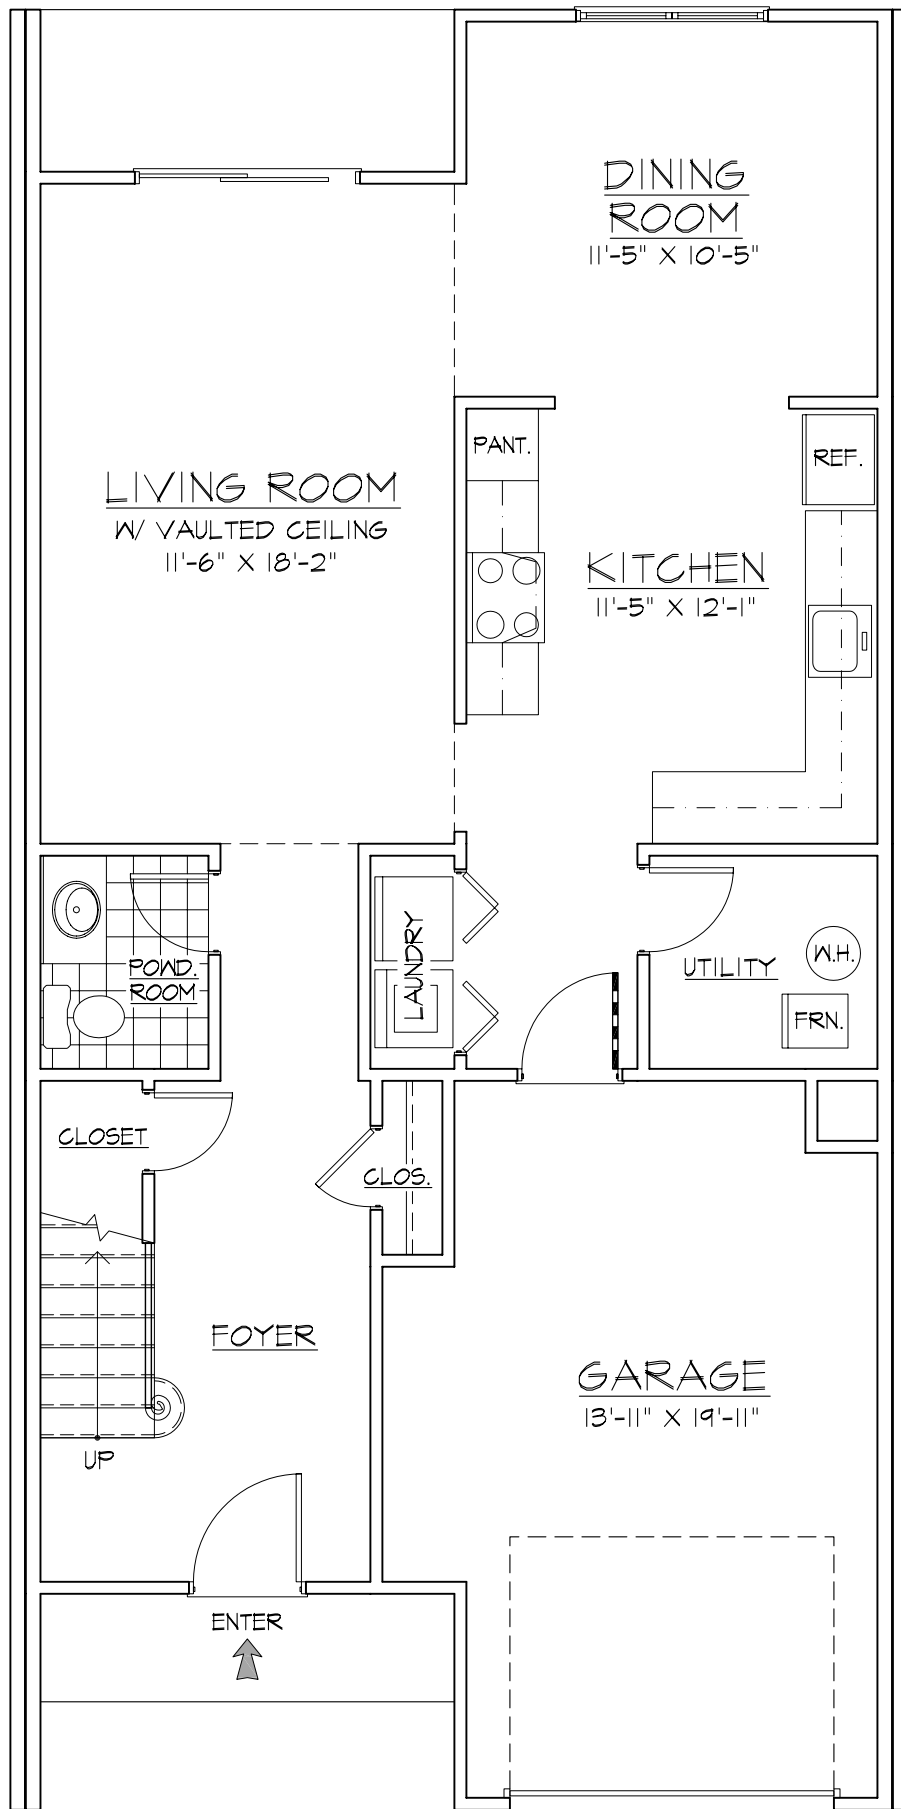 DINING
ROOM
11'-5" X 10'-5"
PANT.
REF.
LIVING ROOM
W/ VAULTED CEILING
11'-6" X 18'-2"
KITCHEN
11'-5" X 12'-1"
LAUNDRY
POWD.
ROOM
UTILITY
W.H.
FRN.
CLOSET
CLOS.
FOYER
GARAGE
13'-11" X 19'-11"
UP
ENTER